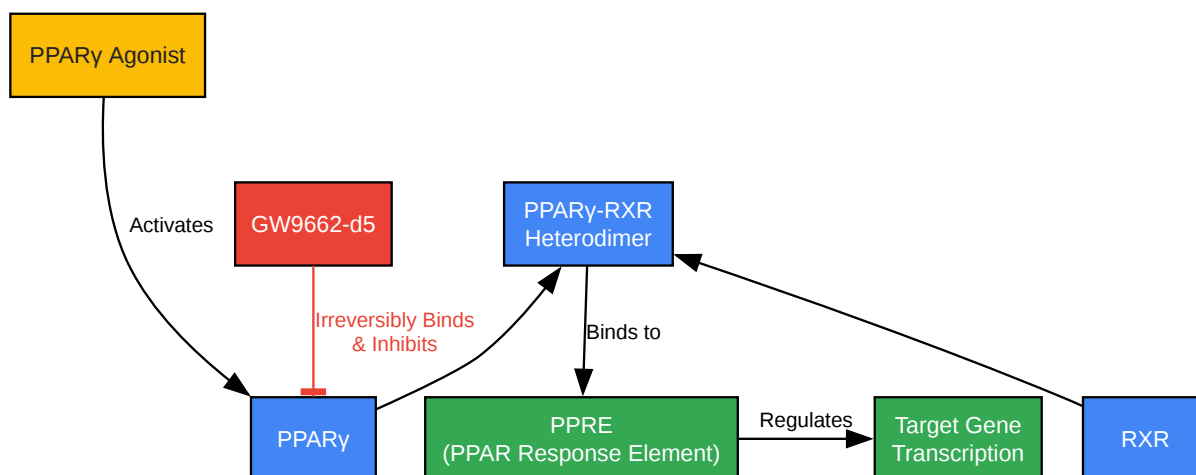 PPARγ Agonist
Activates
GW9662-d5
PPARγ-RXR
Heterodimer
Irreversibly Binds
& Inhibits
Binds to
PPARγ
PPRE
(PPAR Response Element)
Regulates
Target Gene
Transcription
RXR